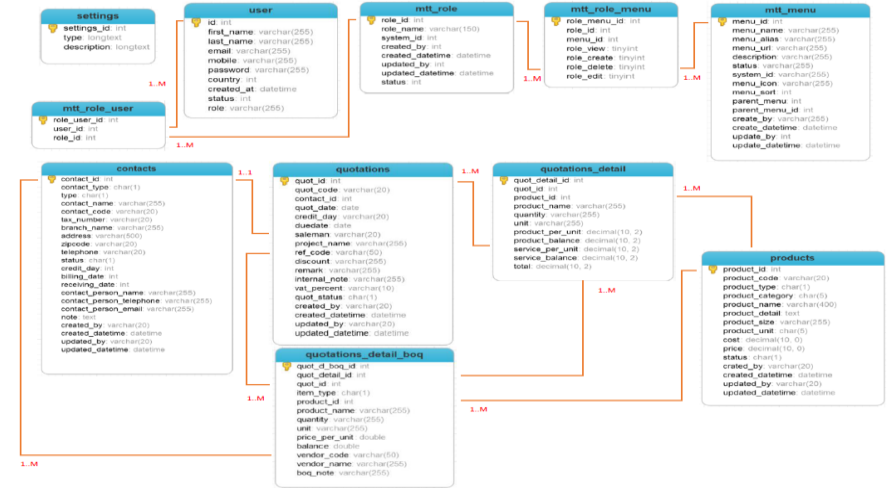 settings
settings_id: int
type: longtext
description: longtext
user
id: int
first_name: varchar(255)
last_name: varchar(255)
email: varchar(255)
mobile: varchar(255)
password: varchar(255)
country: int
created_at: datetime
status: int
role: varchar(255)
mtt_role
role_id: int
role_name: varchar(150)
system_id: int
created_by: int
created_datetime: datetime
updated_by: int
updated_datetime: datetime
status: int
mtt_role_menu
role_menu_id: int
role_id: int
menu_id: int
role_view: tinyint
role_create: tinyint
role_delete: tinyint
role_edit: tinyint
mtt_menu
menu_id: int
menu_name: varchar(255)
menu_alias: varchar(255)
menu_url: varchar(255)
description: varchar(255)
status: varchar(255)
system_id: varchar(255)
menu_icon: varchar(255)
menu_sort: int
parent_menu: int
parent_menu_id: int
create_by: varchar(255)
create_datetime: datetime
update_by: int
update_datetime: datetime
1..M
1..M
1..M
mtt_role_user
role_user_id: int
user_id: int
role_id: int
1..M
contacts
contact_id: int
contact_type: char(1)
type: char(1)
contact_name: varchar(255)
contact_code: varchar(20)
tax_number: varchar(20)
branch_name: varchar(255)
address: varchar(500)
zipcode: varchar(20)
telephone: varchar(20)
status: char(1)
credit_day: int
billing_date: int
receiving_date: int
contact_person_name: varchar(255)
contact_person_telephone: varchar(255)
contact_person_email: varchar(255)
note: text
created_by: varchar(20)
created_datetime: datetime
updated_by: varchar(20)
updated_datetime: datetime
1..1
quotations
quot_id: int
quot_code: varchar(20)
contact_id: int
quot_date: date
credit_day: varchar(20)
duedate: date
saleman: varchar(20)
project_name: varchar(255)
ref_code: varchar(50)
discount: varchar(255)
remark: varchar(255)
internal_note: varchar(255)
vat_percent: varchar(10)
quot_status: char(1)
created_by: varchar(20)
created_datetime: datetime
updated_by: varchar(20)
updated_datetime: datetime
1..M
quotations_detail
quot_detail_id: int
quot_id: int
product_id: int
product_name: varchar(255)
quantity: varchar(255)
unit: varchar(255)
product_per_unit: decimal(10, 2)
product_balance: decimal(10, 2)
service_per_unit: decimal(10, 2)
service_balance: decimal(10, 2)
total: decimal(10, 2)
1..M
1..M
products
product_id: int
product_code: varchar(20)
product_type: char(1)
product_category: char(5)
product_name: varchar(400)
product_detail: text
product_size: varchar(255)
product_unit: char(5)
cost: decimal(10, 0)
price: decimal(10, 0)
status: char(1)
crated_by: varchar(20)
created_datetime: datetime
updated_by: varchar(20)
updated_datetime: datetime
quotations_detail_boq
quot_d_boq_id: int
quot_detail_id: int
quot_id: int
item_type: char(1)
product_id: int
product_name: varchar(255)
quantity: varchar(255)
unit: varchar(255)
price_per_unit: double
balance: double
vendor_code: varchar(50)
vendor_name: varchar(255)
boq_note: varchar(255)
1..M
1..M
1..M